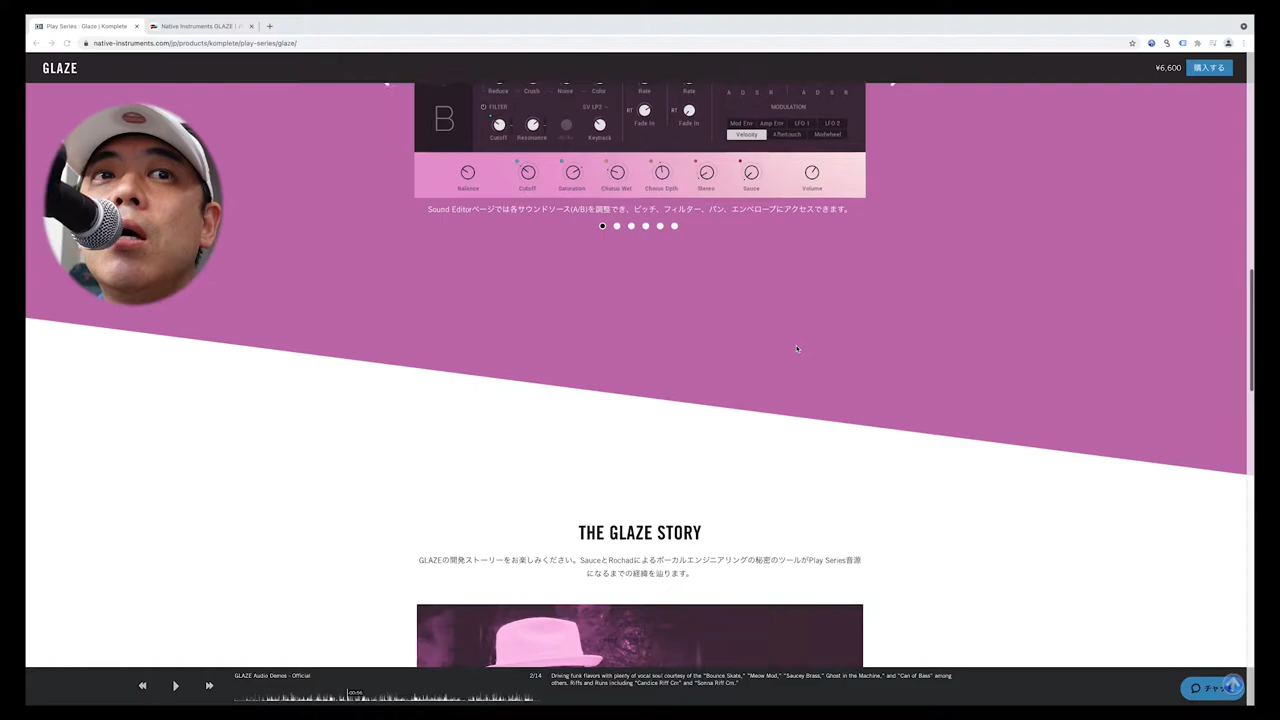 Play Series : Glaze | Komplete
Native Instruments GLAZE |
native-instruments.com/jp/products/komplete/play-series/glaze/
GLAZE
¥6,600
購入する
Reduce Crush Noise Color Rate Rate
A D S R A D S R
FILTER SV LP2
MODULATION
B
RT Fade In RT Fade In
Mod Env Amp Env LFO 1 LFO 2
Cutoff Resonance Keytrack
Velocity Aftertouch Modwheel
Balance Cutoff Saturation Chorus Wet Chorus Dpth Stereo Sauce Volume
Sound Editorページでは各サウンドソース(A/B)を調整でき、ピッチ、フィルター、パン、エンベロープにアクセスできます。
THE GLAZE STORY
GLAZEの開発ストーリーをお楽しみください。SauceとRochadによるボーカルエンジニアリングの秘密のツールがPlay Series音源
になるまでの経緯を辿ります。
GLAZE Audio Demos - Official
2/14
Driving funk flavors with plenty of vocal soul courtesy of the "Bounce Skate," "Meow Mod," "Saucey Brass," Ghost in the Machine," and "Can of Bass" among
others. Riffs and Runs including "Candice Riff Cm" and "Sonna Riff Cm."
00:56
チャッ